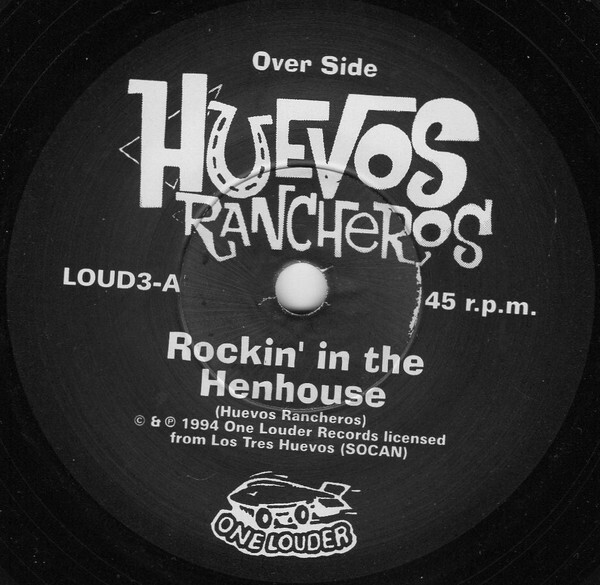 Over Side
HUEVOS
RANCHEROS
LOUD3-A
45 r.p.m.
Rockin' in the
Henhouse
(Huevos Rancheros)
© & ℗ 1994 One Louder Records licensed
from Los Tres Huevos (SOCAN)
ONE LOUDER